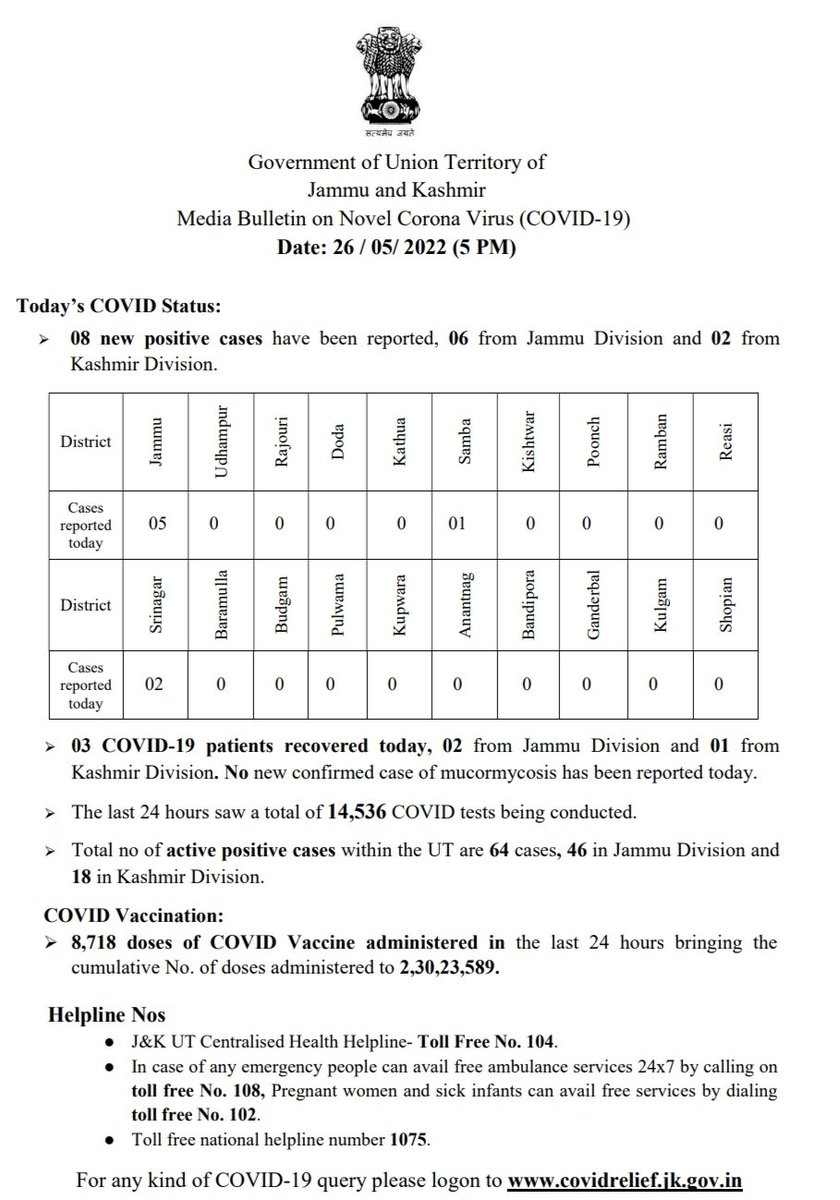 सत्यमेव जयते
Government of Union Territory of
Jammu and Kashmir
Media Bulletin on Novel Corona Virus (COVID-19)
Date: 26 / 05/ 2022 (5 PM)
Today’s COVID Status:
➢ 08 new positive cases have been reported, 06 from Jammu Division and 02 from
Kashmir Division.
District Jammu Udhampur Rajouri Doda Kathua Samba Kishtwar Poonch Ramban Reasi
Cases
reported
today
05 0 0 0 0 01 0 0 0 0
District Srinagar Baramulla Budgam Pulwama Kupwara Anantnag Bandipora Ganderbal Kulgam Shopian
Cases
reported
today
02 0 0 0 0 0 0 0 0 0
➢ 03 COVID-19 patients recovered today, 02 from Jammu Division and 01 from
Kashmir Division. No new confirmed case of mucormycosis has been reported today.
➢ The last 24 hours saw a total of 14,536 COVID tests being conducted.
➢ Total no of active positive cases within the UT are 64 cases, 46 in Jammu Division and
18 in Kashmir Division.
COVID Vaccination:
➢ 8,718 doses of COVID Vaccine administered in the last 24 hours bringing the
cumulative No. of doses administered to 2,30,23,589.
Helpline Nos
● J&K UT Centralised Health Helpline- Toll Free No. 104.
● In case of any emergency people can avail free ambulance services 24x7 by calling on
toll free No. 108, Pregnant women and sick infants can avail free services by dialing
toll free No. 102.
● Toll free national helpline number 1075.
For any kind of COVID-19 query please logon to www.covidrelief.jk.gov.in